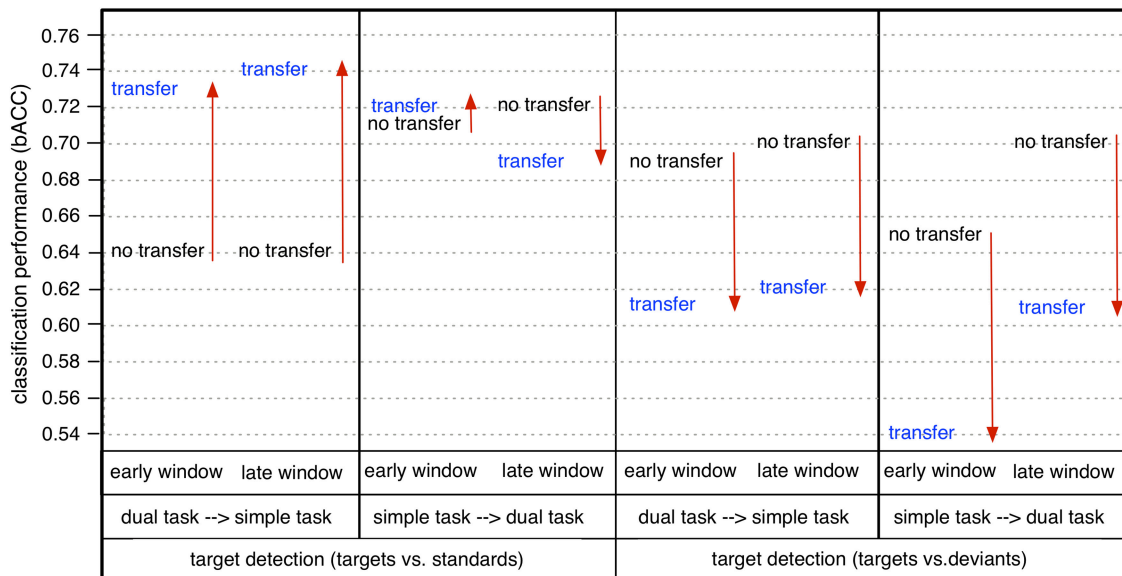 classification performance (bACC)
0.76
0.74
0.72
0.70
0.68
0.66
0.64
0.62
0.60
0.58
0.56
0.54
transfer
no transfer
transfer
no transfer
transfer
no transfer
no transfer
transfer
no transfer
transfer
no transfer
transfer
no transfer
transfer
no transfer
transfer
early window late window early window late window early window late window early window late window
dual task --> simple task simple task --> dual task dual task --> simple task simple task --> dual task
target detection (targets vs. standards) target detection (targets vs.deviants)